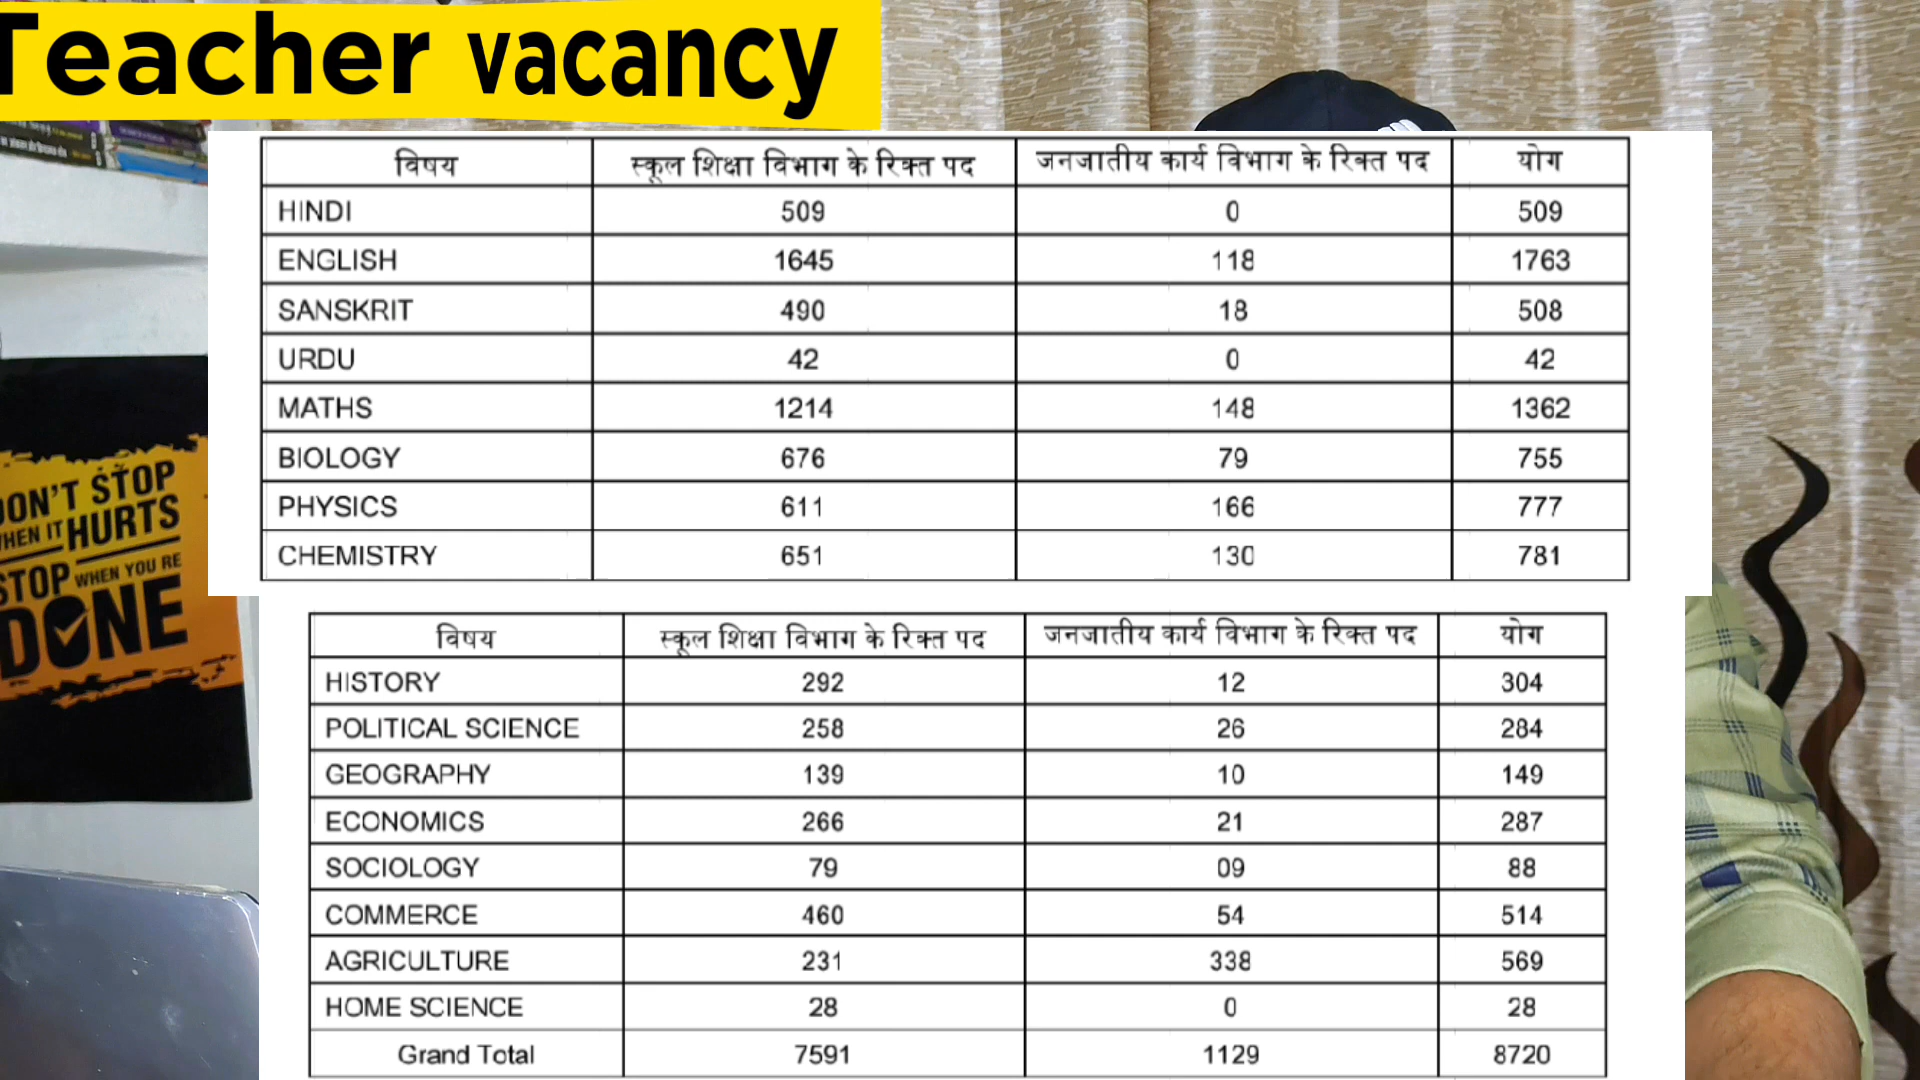 Teacher vacancy
विषय स्कूल शिक्षा विभाग के रिक्त पद जनजातीय कार्य विभाग के रिक्त पद योग
HINDI 509 0 509
ENGLISH 1645 118 1763
SANSKRIT 490 18 508
URDU 42 0 42
MATHS 1214 148 1362
BIOLOGY 676 79 755
PHYSICS 611 166 777
CHEMISTRY 651 130 781
विषय स्कूल शिक्षा विभाग के रिक्त पद जनजातीय कार्य विभाग के रिक्त पद योग
HISTORY 292 12 304
POLITICAL SCIENCE 258 26 284
GEOGRAPHY 139 10 149
ECONOMICS 266 21 287
SOCIOLOGY 79 09 88
COMMERCE 460 54 514
AGRICULTURE 231 338 569
HOME SCIENCE 28 0 28
Grand Total 7591 1129 8720
DON'T STOP
WHEN IT HURTS
STOP WHEN YOU RE
DONE